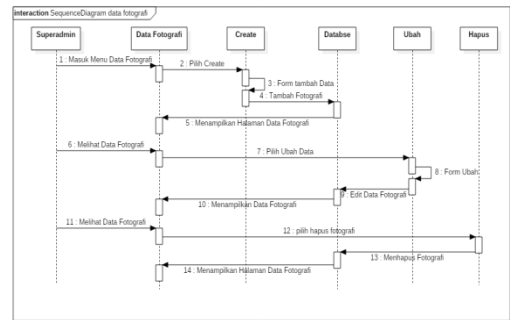 interaction SequenceDiagram data fotografi
Superadmin
Data Fotografi
Create
Databse
Ubah
Hapus
1 : Masuk Menu Data Fotografi
2 : Pilih Create
3 : Form tambah Data
4 : Tambah Fotografi
5 : Menampilkan Halaman Data Fotografi
6 : Melihat Data Fotografi
7 : Pilih Ubah Data
8 : Form Ubah
9 : Edit Data Fotografi
10 : Menampilkan Data Fotografi
11 : Melihat Data Fotografi
12 : pilih hapus fotografi
13 : Menhapus Fotografi
14 : Menampilkan Halaman Data Fotografi